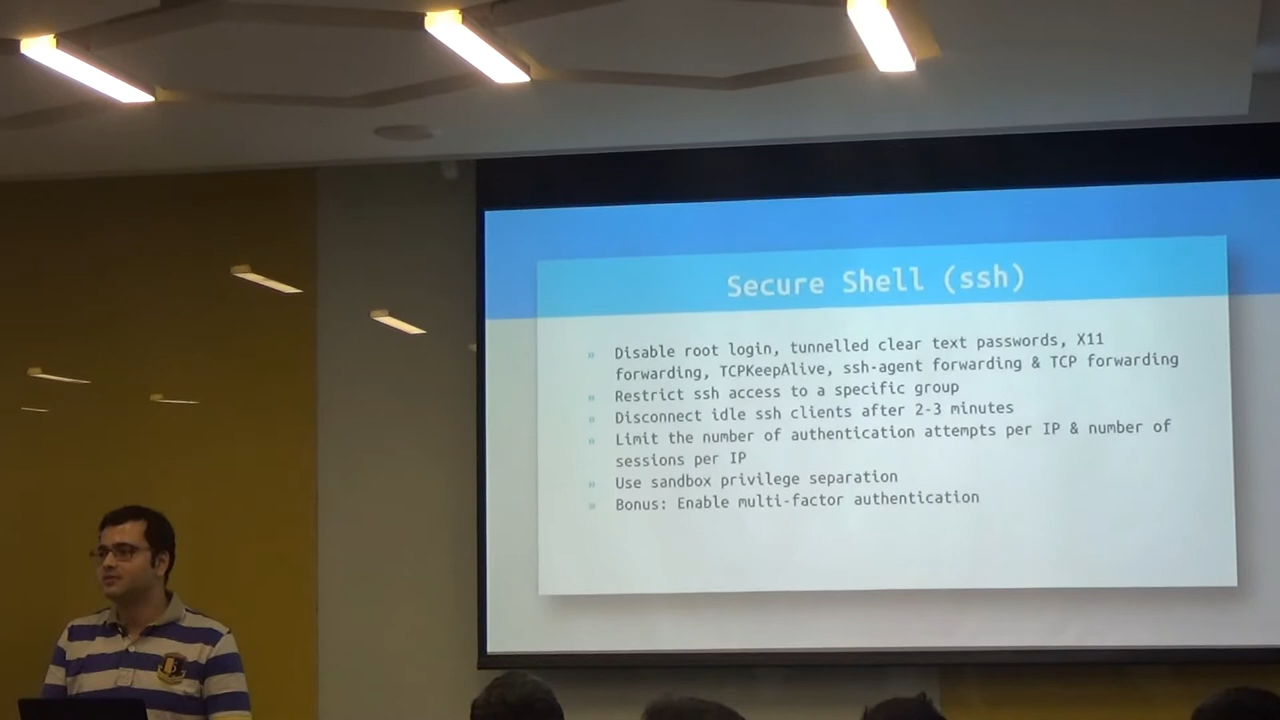 Secure Shell (ssh)
» Disable root login, tunnelled clear text passwords, X11
forwarding, TCPKeepAlive, ssh-agent forwarding & TCP forwarding
» Restrict ssh access to a specific group
» Disconnect idle ssh clients after 2-3 minutes
» Limit the number of authentication attempts per IP & number of
sessions per IP
» Use sandbox privilege separation
» Bonus: Enable multi-factor authentication